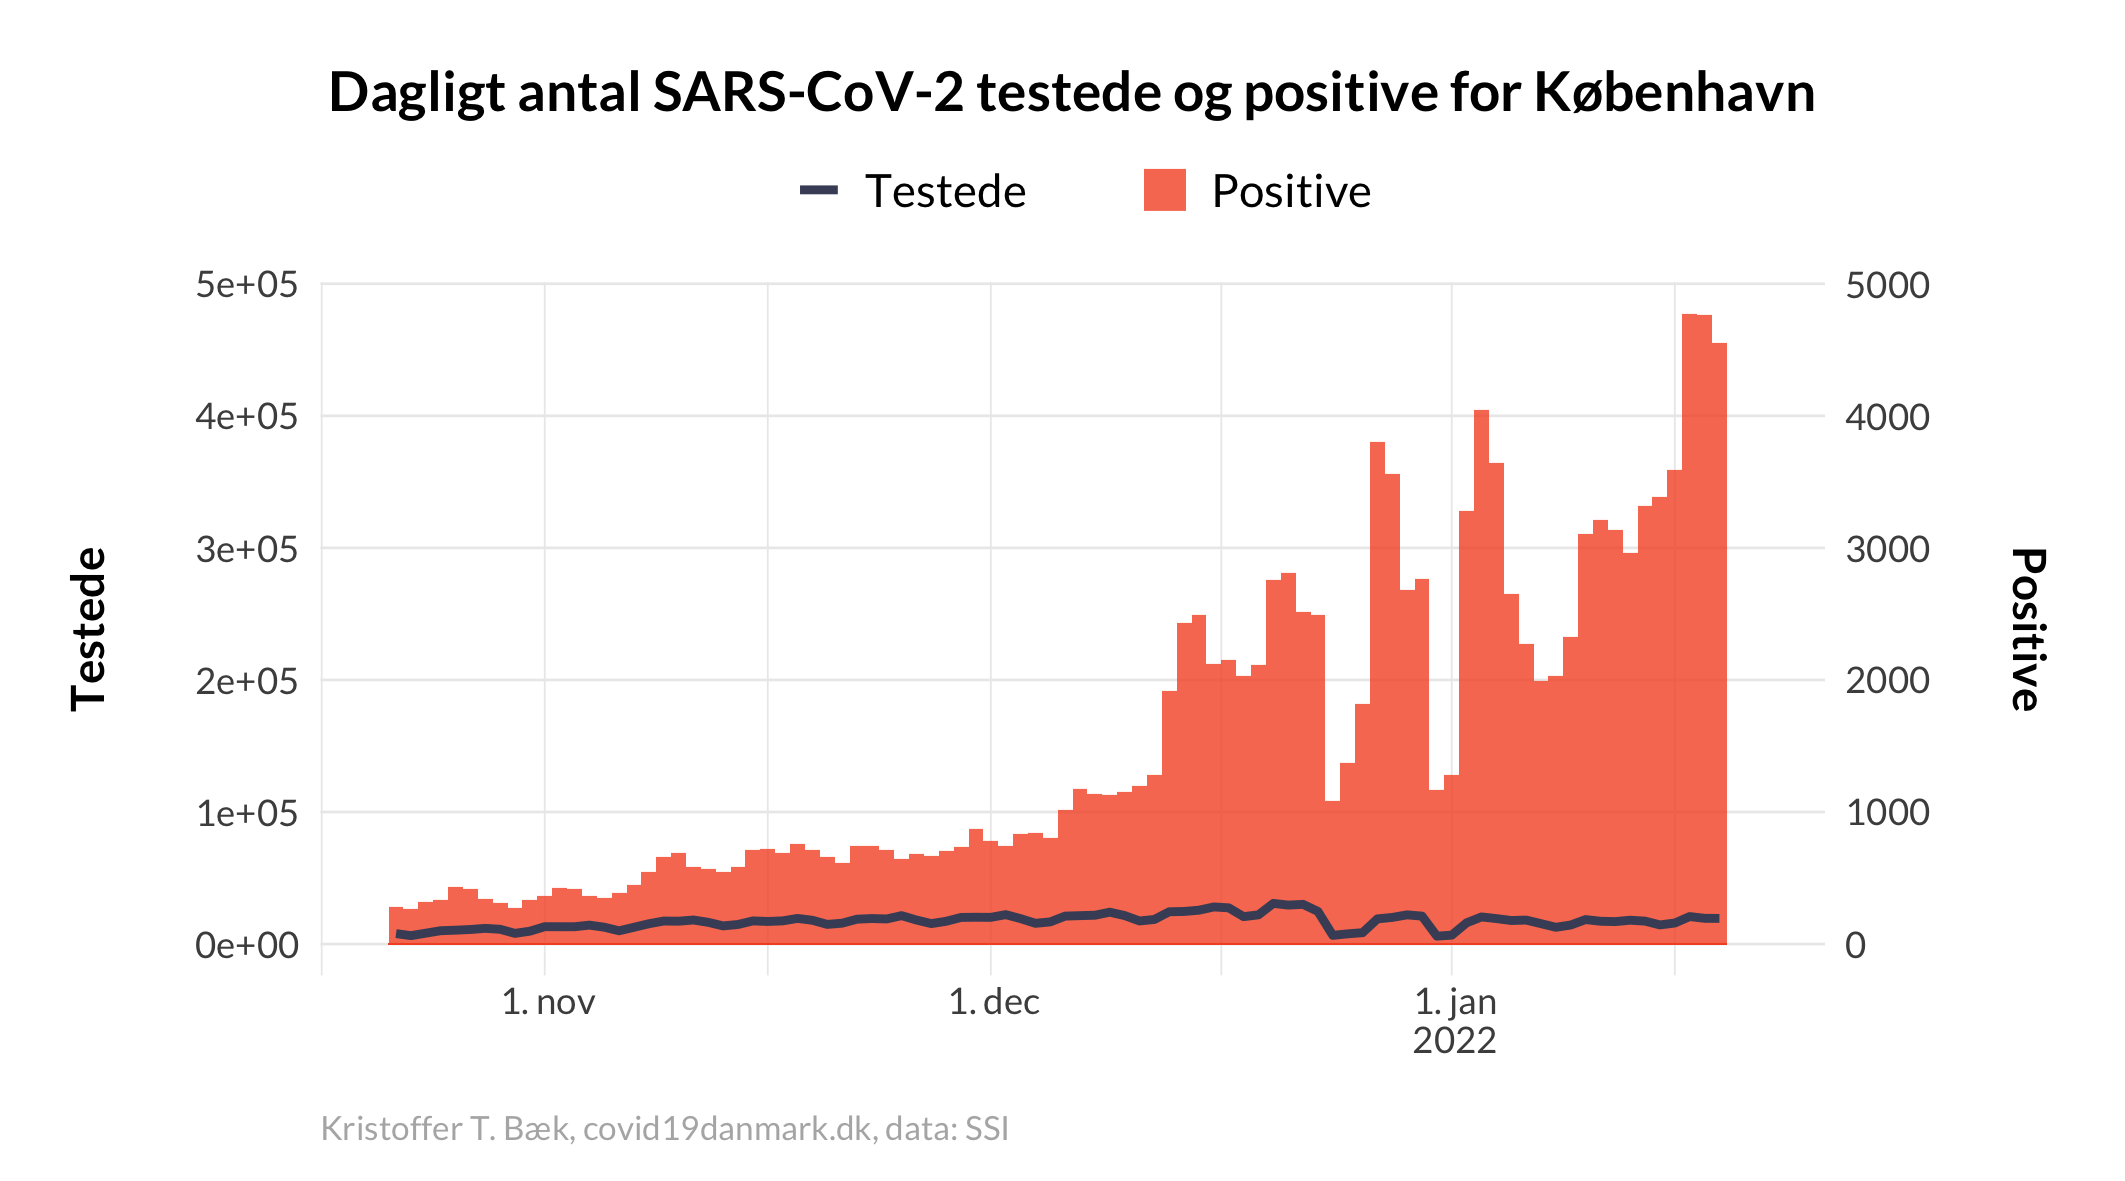 Dagligt antal SARS-CoV-2 testede og positive for København
Testede
Positive
5e+05
4e+05
3e+05
2e+05
1e+05
0e+00
Testede
5000
4000
3000
2000
1000
0
Positive
1. nov
1. dec
1. jan
2022
Kristoffer T. Bæk, covid19danmark.dk, data: SSI